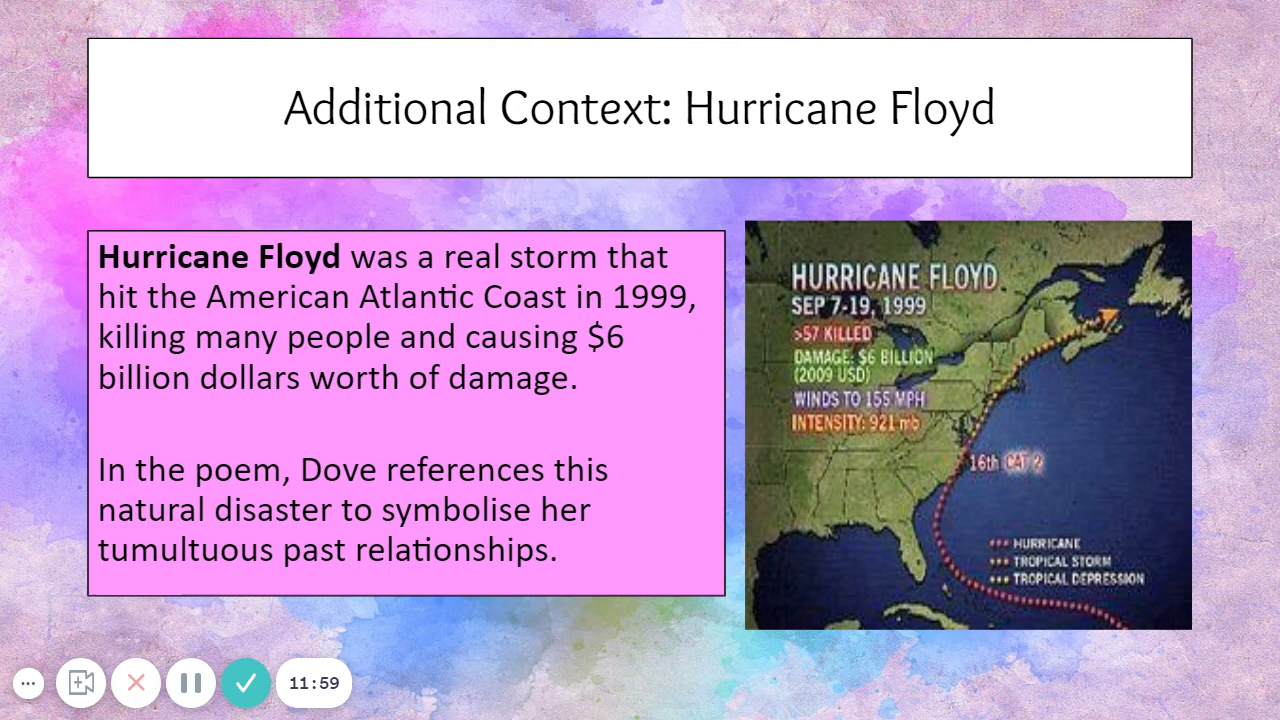 Additional Context: Hurricane Floyd
Hurricane Floyd was a real storm that
hit the American Atlantic Coast in 1999,
killing many people and causing $6
billion dollars worth of damage.
In the poem, Dove references this
natural disaster to symbolise her
tumultuous past relationships.
HURRICANE FLOYD
SEP 7-19, 1999
>57 KILLED
DAMAGE: $6 BILLION
(2009 USD)
WINDS TO 155 MPH
INTENSITY: 921 mb
16th CAT 2
HURRICANE
TROPICAL STORM
TROPICAL DEPRESSION
11:59